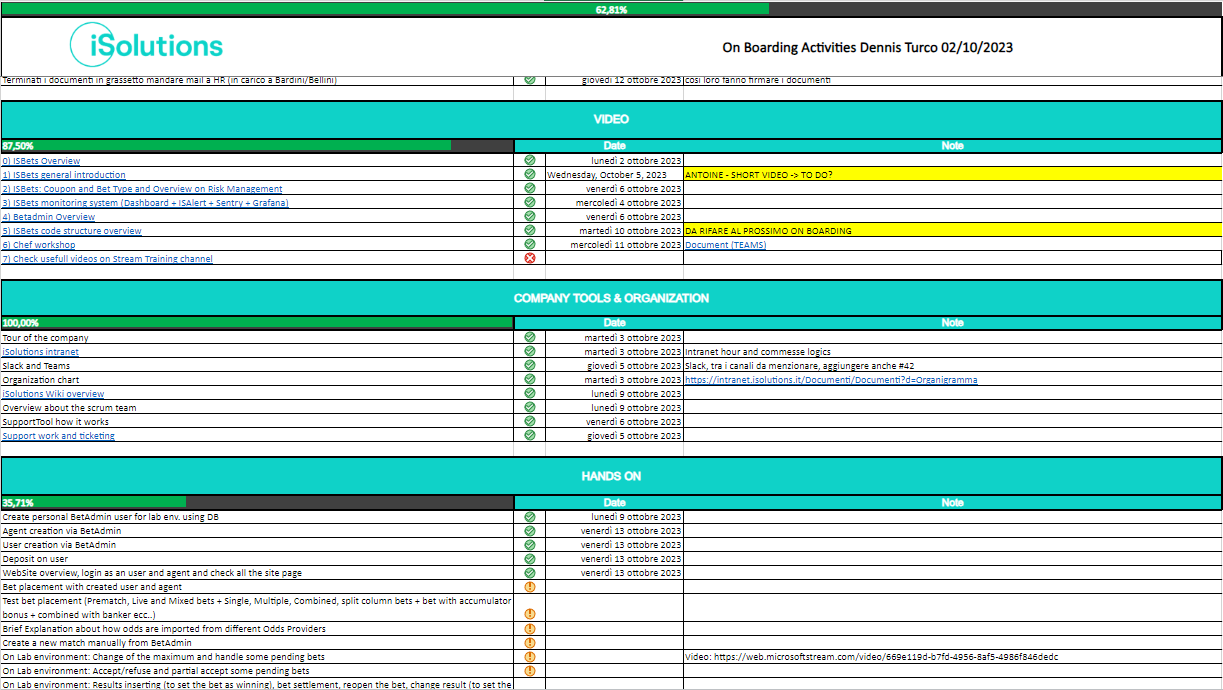 62,81%
iSolutions
On Boarding Activities Dennis Turco 02/10/2023
Terminati i documenti in grassetto mandare mail a HR (in carico a Bardini/Bellini) giovedì 12 ottobre 2023 così loro fanno firmare i documenti
VIDEO
87,50% Date Note
0) ISBets Overview lunedì 2 ottobre 2023
1) ISBets general introduction Wednesday, October 5, 2023 ANTOINE - SHORT VIDEO -> TO DO?
2) ISBets: Coupon and Bet Type and Overview on Risk Management venerdì 6 ottobre 2023
3) ISBets monitoring system (Dashboard + ISAlert + Sentry + Grafana) mercoledì 4 ottobre 2023
4) Betadmin Overview venerdì 6 ottobre 2023
5) ISBets code structure overview martedì 10 ottobre 2023 DA RIFARE AL PROSSIMO ON BOARDING
6) Chef workshop mercoledì 11 ottobre 2023 Document (TEAMS)
7) Check usefull videos on Stream Training channel
COMPANY TOOLS & ORGANIZATION
100,00% Date Note
Tour of the company martedì 3 ottobre 2023
iSolutions intranet martedì 3 ottobre 2023 Intranet hour and commesse logics
Slack and Teams giovedì 5 ottobre 2023 Slack, tra i canali da menzionare, aggiungere anche #42
Organization chart martedì 3 ottobre 2023 https://intranet.isolutions.it/Documenti/Documenti?d=Organigramma
iSolutions Wiki overview lunedì 9 ottobre 2023
Overview about the scrum team lunedì 9 ottobre 2023
SupportTool how it works venerdì 6 ottobre 2023
Support work and ticketing giovedì 5 ottobre 2023
HANDS ON
35,71% Date Note
Create personal BetAdmin user for lab env. using DB lunedì 9 ottobre 2023
Agent creation via BetAdmin venerdì 13 ottobre 2023
User creation via BetAdmin venerdì 13 ottobre 2023
Deposit on user venerdì 13 ottobre 2023
WebSite overview, login as an user and agent and check all the site page venerdì 13 ottobre 2023
Bet placement with created user and agent
Test bet placement (Prematch, Live and Mixed bets + Single, Multiple, Combined, split column bets + bet with accumulator
bonus + combined with banker ecc..)
Brief Explanation about how odds are imported from different Odds Providers
Create a new match manually from BetAdmin
On Lab environment: Change of the maximum and handle some pending bets Video: https://web.microsoftstream.com/video/669e119d-b7fd-4956-8af5-4986f846dedc
On Lab environment: Accept/refuse and partial accept some pending bets
On Lab environment: Results inserting (to set the bet as winning), bet settlement, reopen the bet, change result (to set the